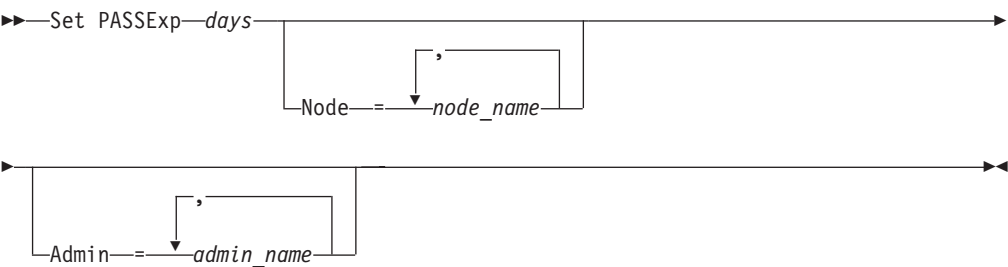 Set PASSExp days
,
Node = node_name
,
Admin = admin_name